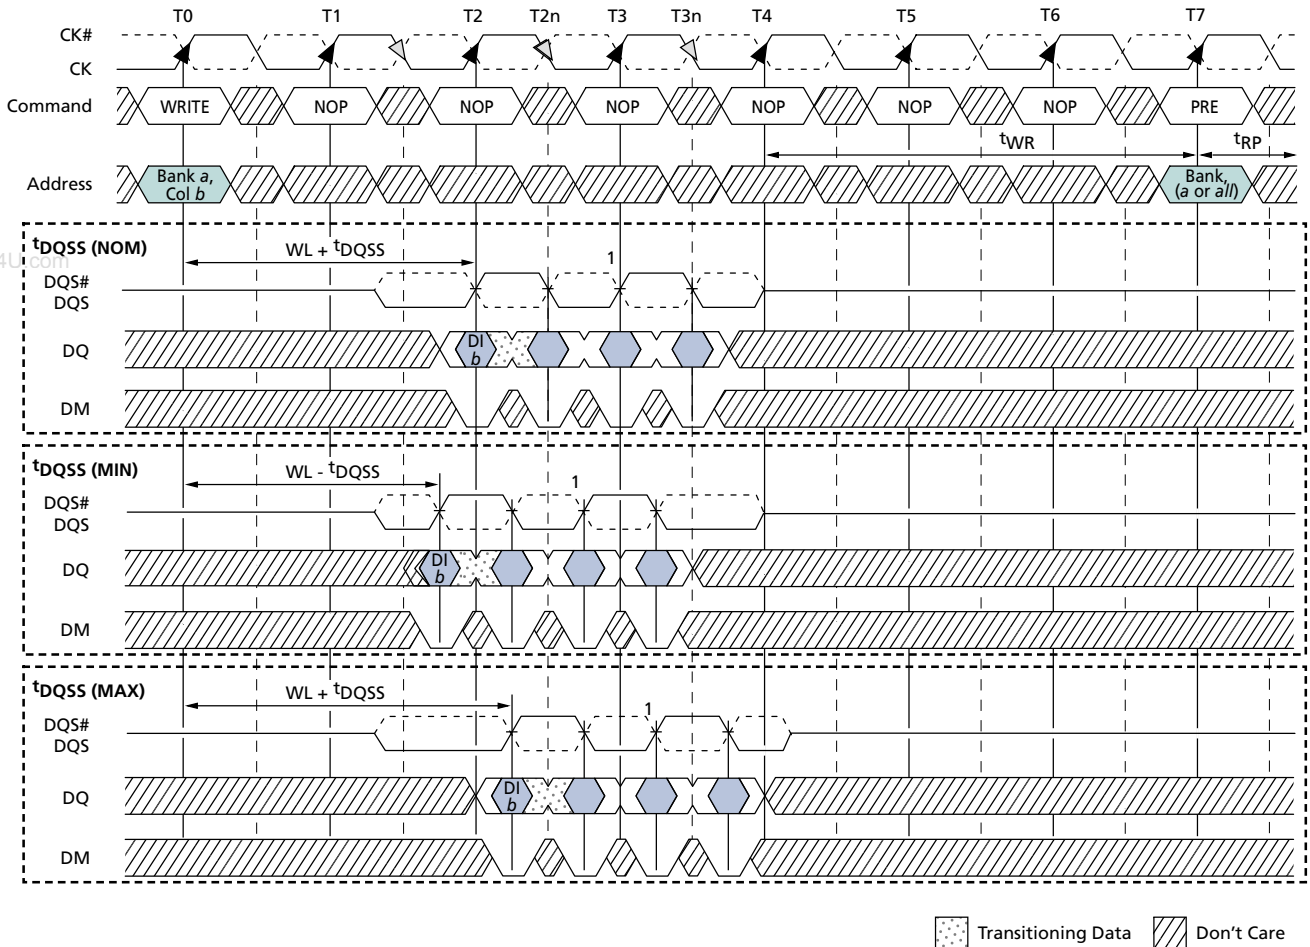 T0 T1 T2 T2n T3 T3n T4 T5 T6 T7
CK#
CK
Command WRITE NOP NOP NOP NOP NOP NOP PRE
tWR tRP
Address Bank a, Col b Bank, (a or all)
tDQSS (NOM)
WL + tDQSS 1
4U.com
DQS#
DQS
DQ DI b
DM
tDQSS (MIN)
WL - tDQSS 1
DQS#
DQS
DQ DI b
DM
tDQSS (MAX)
WL + tDQSS 1
DQS#
DQS
DQ DI b
DM
Transitioning Data Don't Care